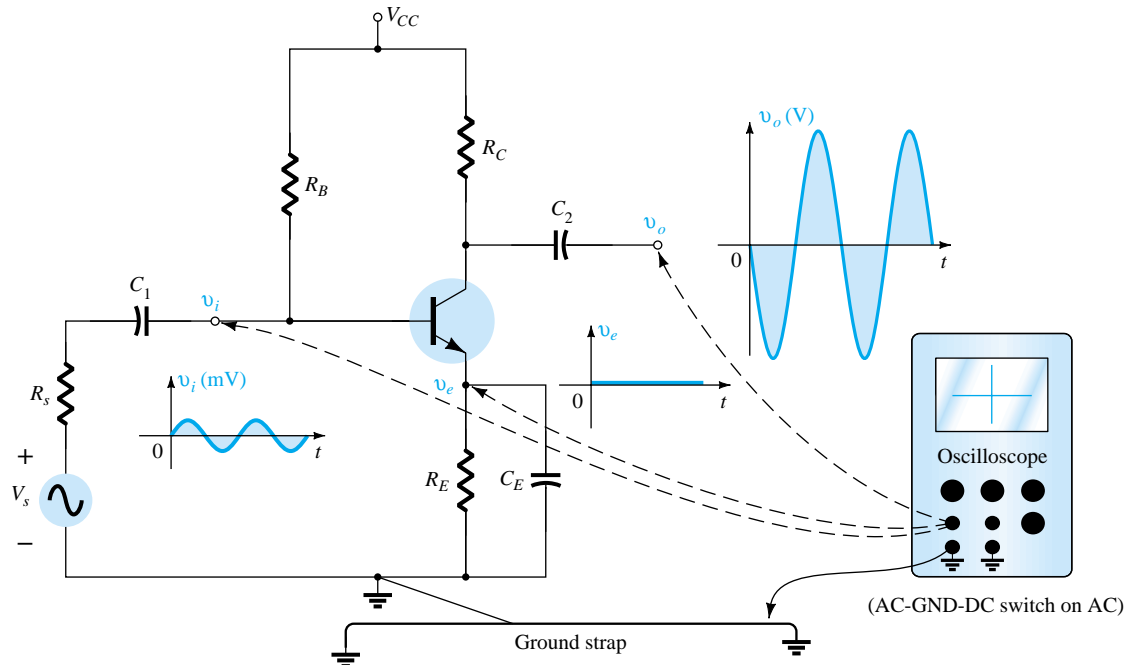 V_CC
υ_o (V)
R_C
R_B
C_2
υ_o
0
t
C_1
υ_i
υ_e
υ_i (mV)
υ_e
0
t
R_s
0
t
Oscilloscope
+
V_s
−
R_E
C_E
(AC-GND-DC switch on AC)
Ground strap